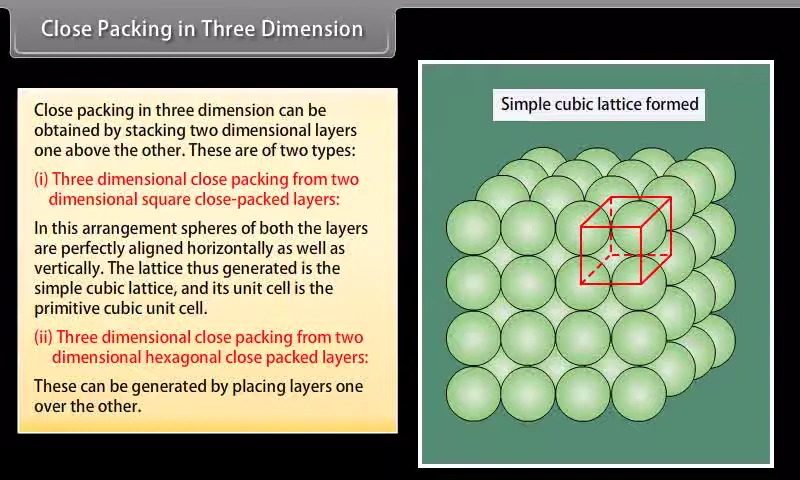 Close Packing in Three Dimension
Close packing in three dimension can be
obtained by stacking two dimensional layers
one above the other. These are of two types:
(i) Three dimensional close packing from two
dimensional square close-packed layers:
In this arrangement spheres of both the layers
are perfectly aligned horizontally as well as
vertically. The lattice thus generated is the
simple cubic lattice, and its unit cell is the
primitive cubic unit cell.
(ii) Three dimensional close packing from two
dimensional hexagonal close packed layers:
These can be generated by placing layers one
over the other.
Simple cubic lattice formed